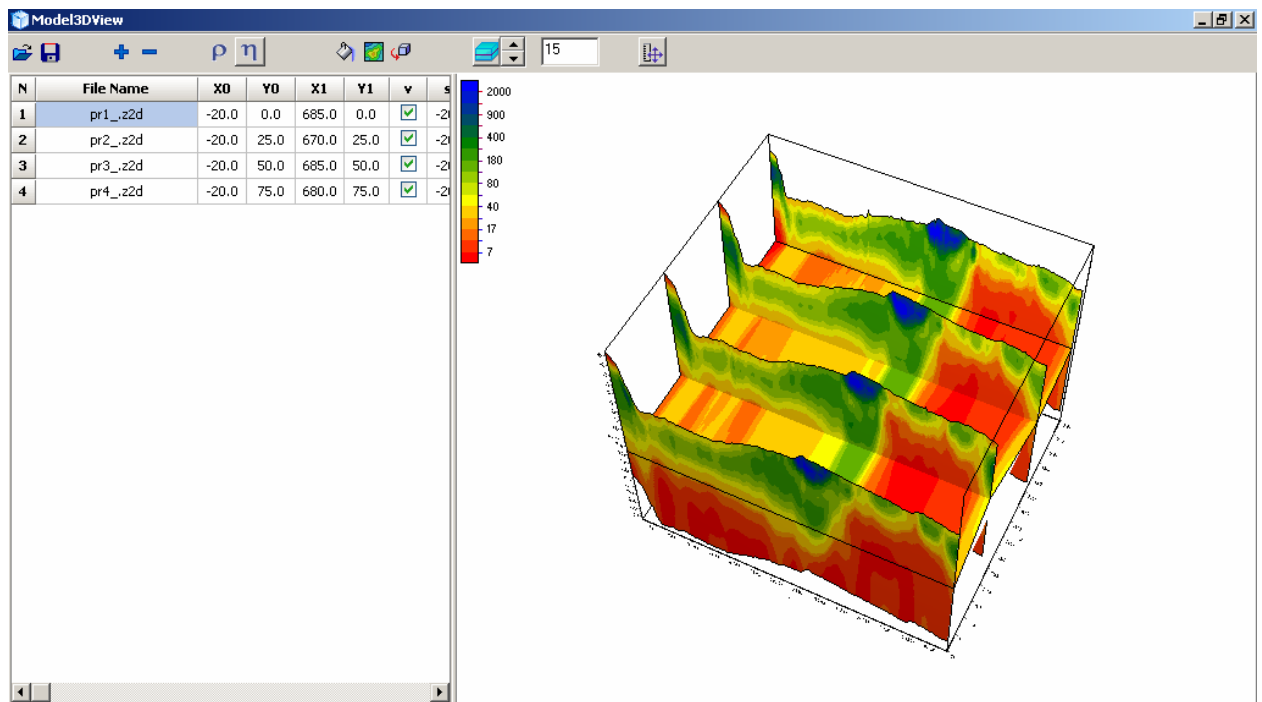 Model3DView
ρ η 15
N File Name X0 Y0 X1 Y1 v
1 pr1_.z2d -20.0 0.0 685.0 0.0
2 pr2_.z2d -20.0 25.0 670.0 25.0
3 pr3_.z2d -20.0 50.0 685.0 50.0
4 pr4_.z2d -20.0 75.0 680.0 75.0
2000
900
400
180
80
40
17
7